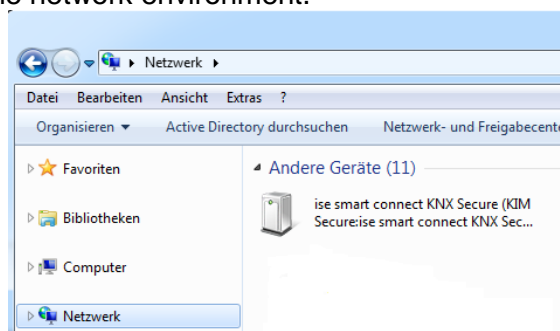 network environment.
Netzwerk
Datei Bearbeiten Ansicht Extras ?
Organisieren Active Directory durchsuchen Netzwerk- und Freigabecente
Favoriten
Andere Geräte (11)
ise smart connect KNX Secure (KIM
Secure:ise smart connect KNX Sec...
Bibliotheken
Computer
Netzwerk